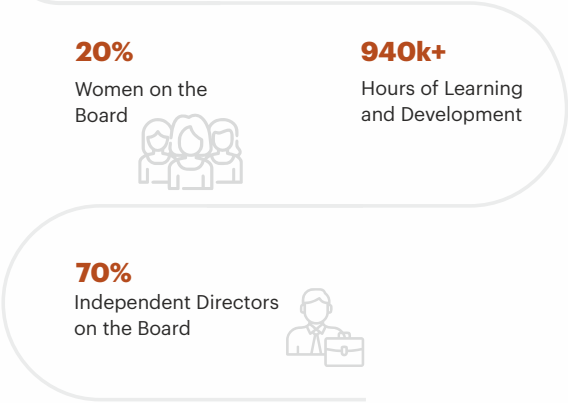 20%
Women on the
Board
940k+
Hours of Learning
and Development
70%
Independent Directors
on the Board